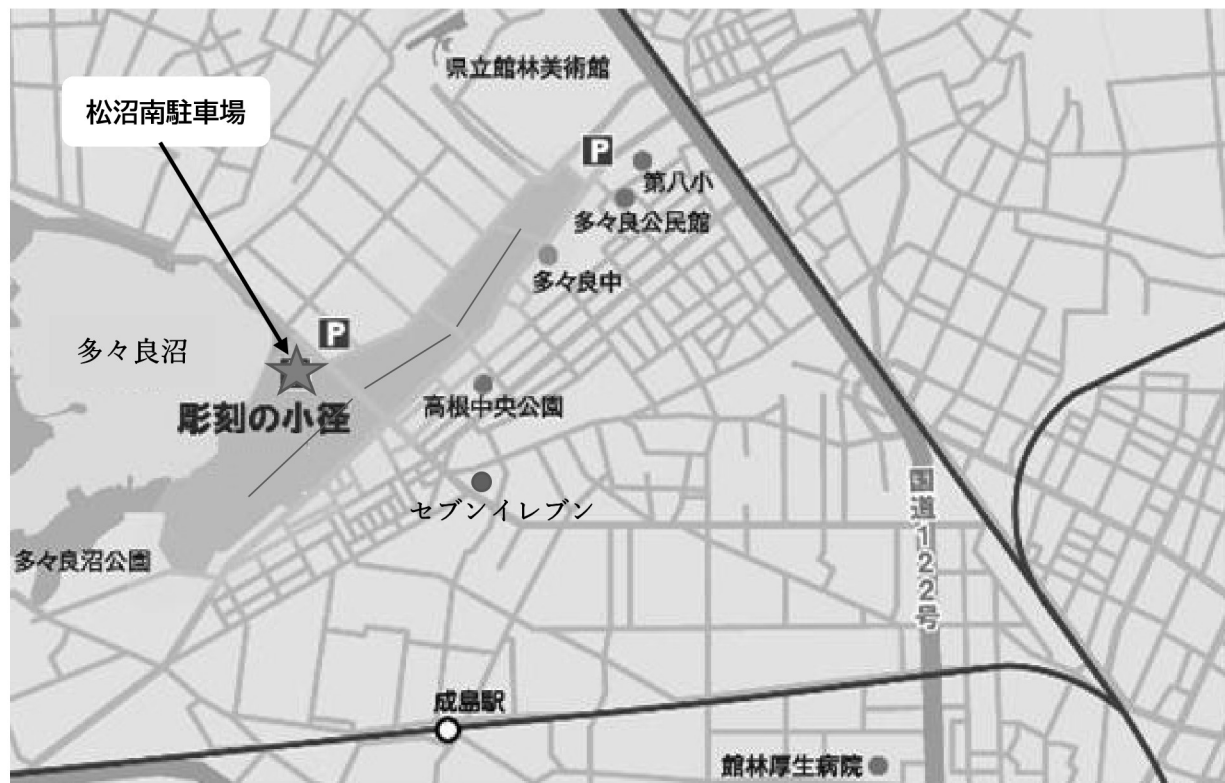 県立館林美術館
松沼南駐車場
P
第八小
多々良公民館
多々良中
P
多々良沼
彫刻の小径
高根中央公園
セブンイレブン
国道122号
多々良沼公園
成島駅
館林厚生病院